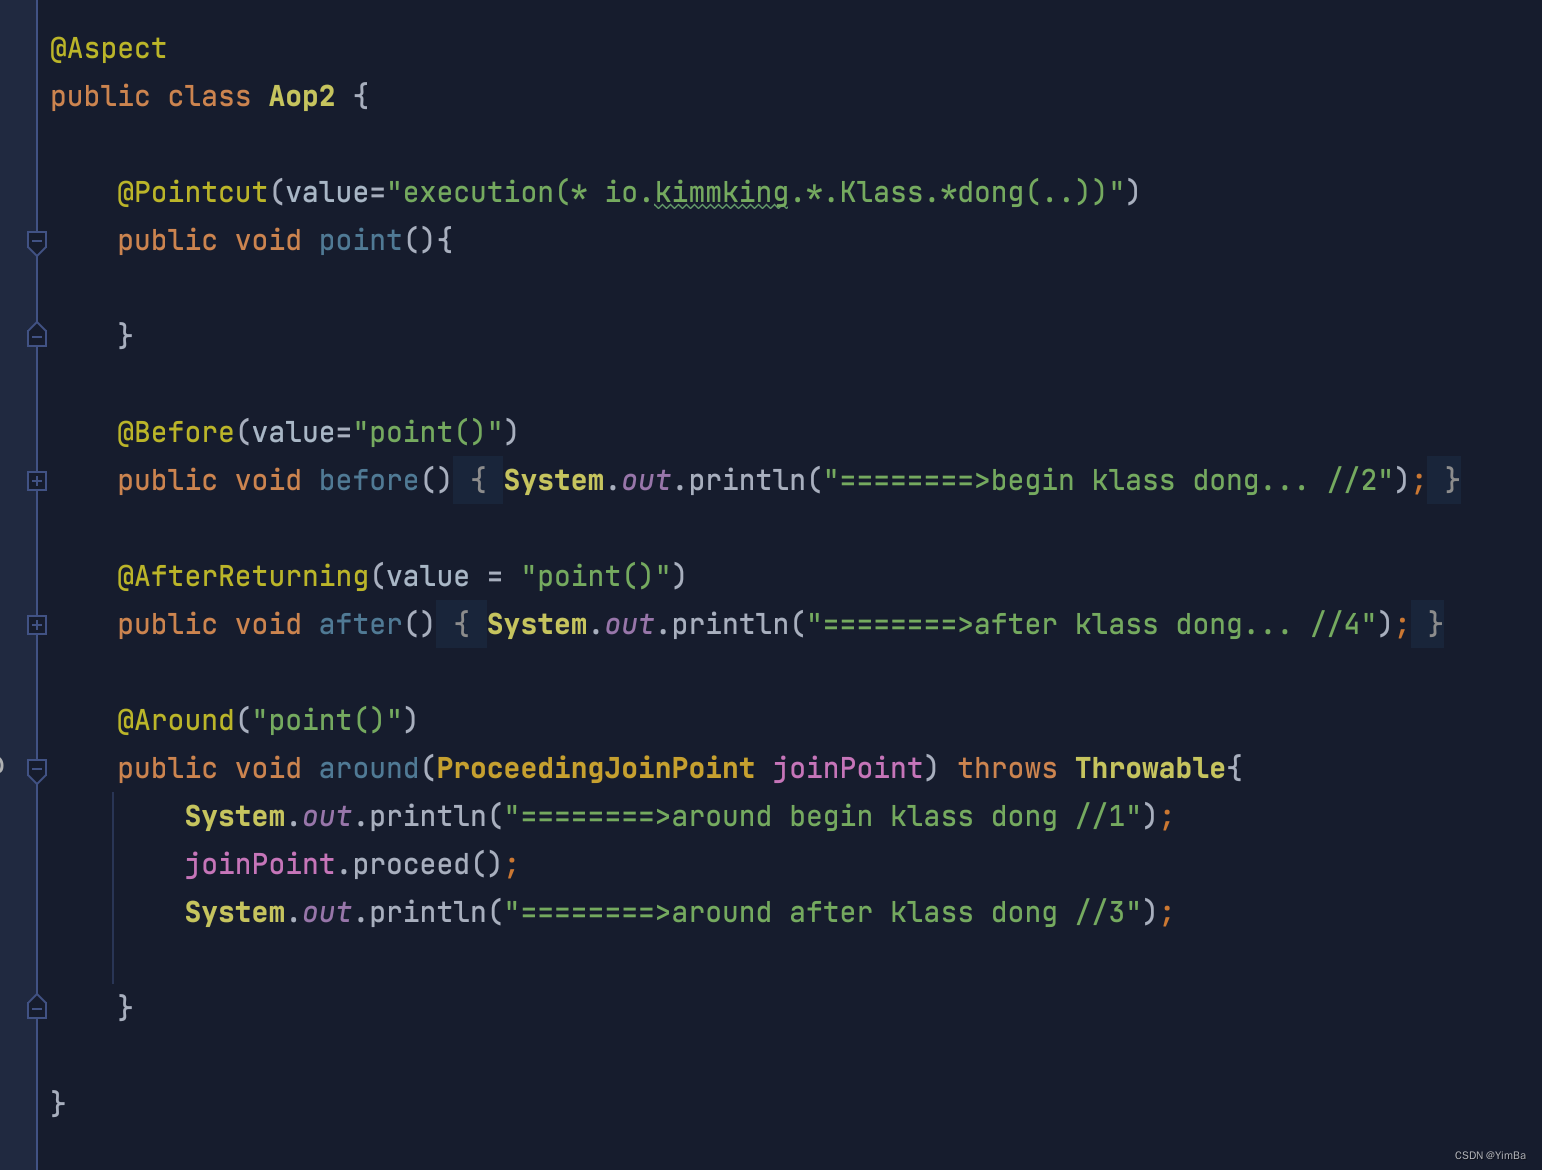 @Aspect
public class Aop2 {
@Pointcut(value="execution(* io.kimmking.*.Klass.*dong(..))")
public void point(){
}
@Before(value="point()")
public void before() { System.out.println("========>begin klass dong... //2"); }
@AfterReturning(value = "point()")
public void after() { System.out.println("========>after klass dong... //4"); }
@Around("point()")
public void around(ProceedingJoinPoint joinPoint) throws Throwable{
System.out.println("========>around begin klass dong //1");
joinPoint.proceed();
System.out.println("========>around after klass dong //3");
}
}
CSDN @YimBa